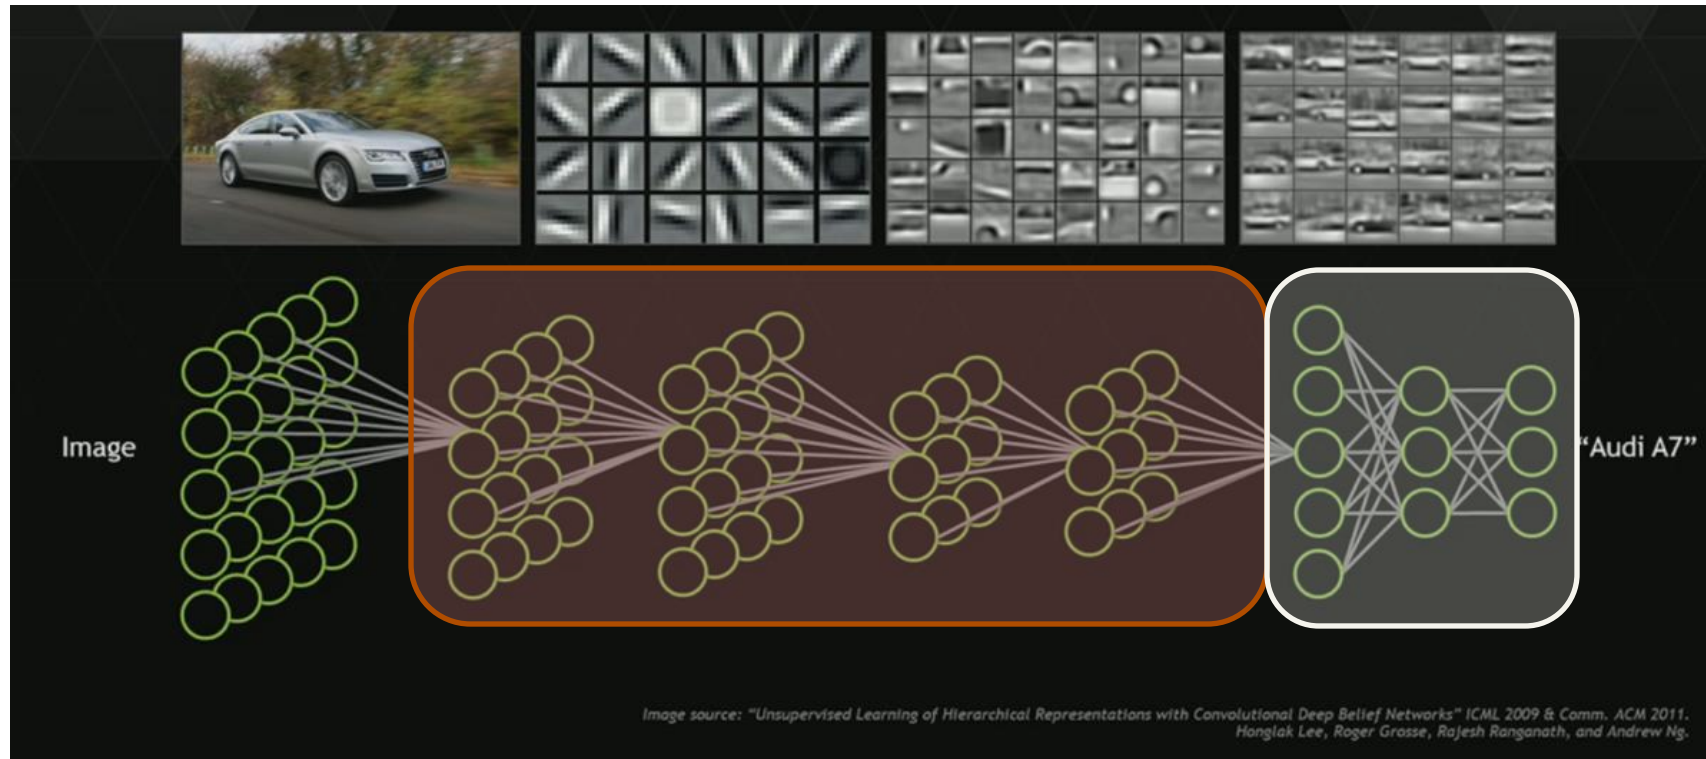 Image
“Audi A7”
Image source: “Unsupervised Learning of Hierarchical Representations with Convolutional Deep Belief Networks” ICML 2009 & Comm. ACM 2011.
Honglak Lee, Roger Grosse, Rajesh Ranganath, and Andrew Ng.